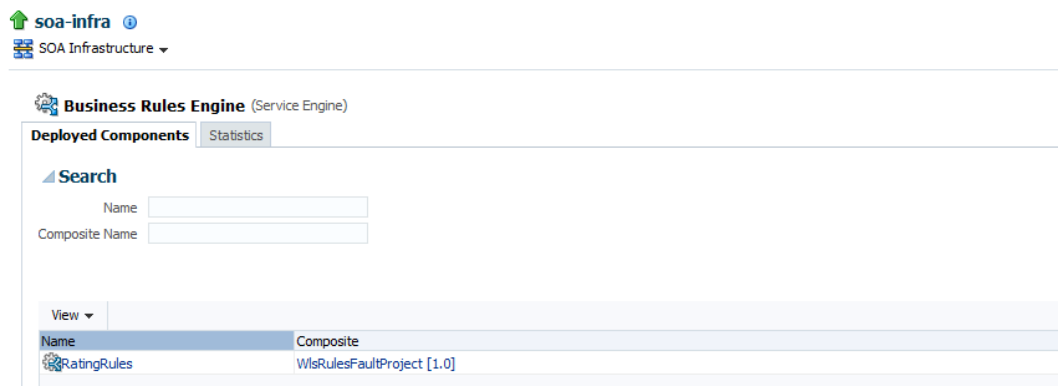 soa-infra
SOA Infrastructure
Business Rules Engine (Service Engine)
Deployed Components Statistics
Search
Name
Composite Name
View
Name Composite
RatingRules WlsRulesFaultProject [1.0]